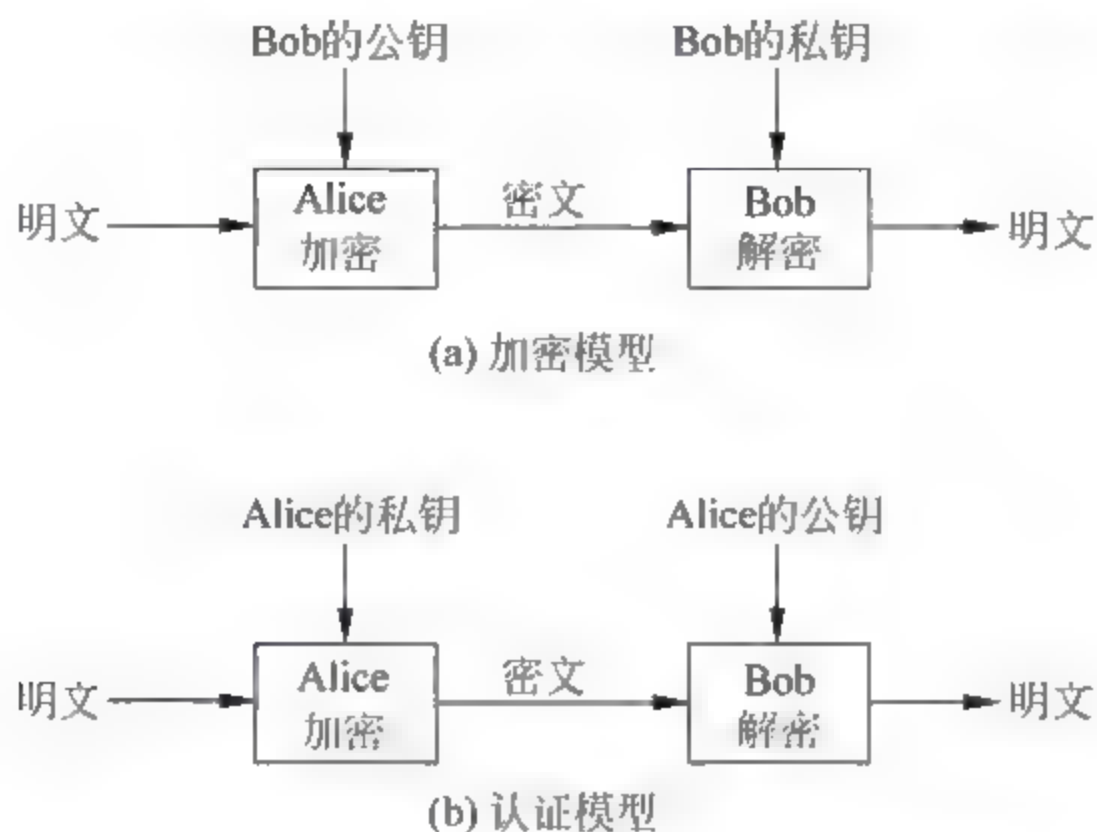 Bob的公钥 Bob的私钥
明文 Alice 密文 Bob 明文
加密 解密
(a) 加密模型
Alice的私钥 Alice的公钥
明文 Alice 密文 Bob 明文
加密 解密
(b) 认证模型